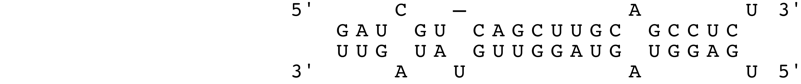 5' C — A U 3'
GAU GU CAGCUUGC GCCUC
UUG UA GUUGGAUG UGGAG
3' A U A U 5'